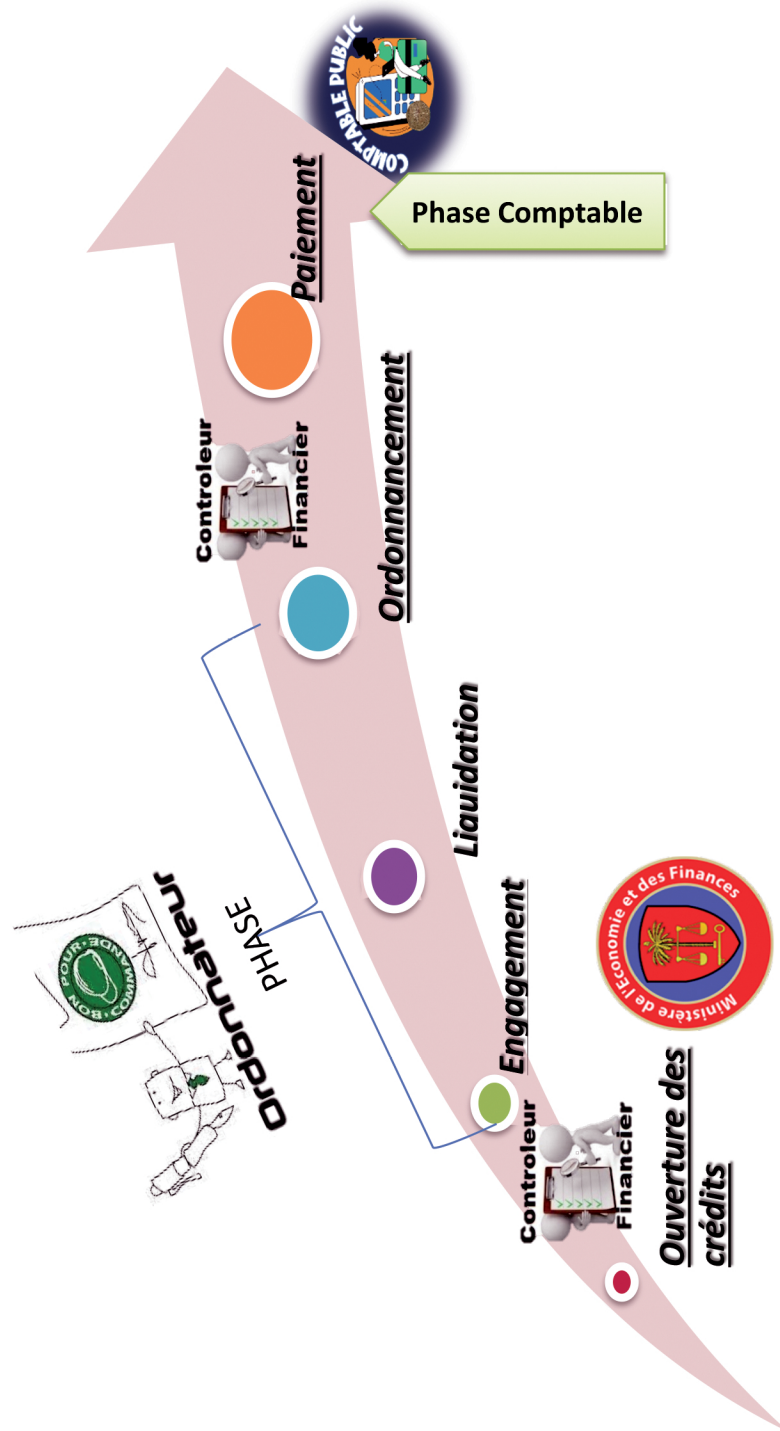 BON POUR
COMMANDE
Ordonnateur
PHASE
Controleur
Financier
COMPTABLE PUBLIC
Paiement
Phase Comptable
Ordonnancement
Liquidation
Engagement
Controleur
Financier
Ouverture des
crédits
Ministère de l'Economie et des Finances